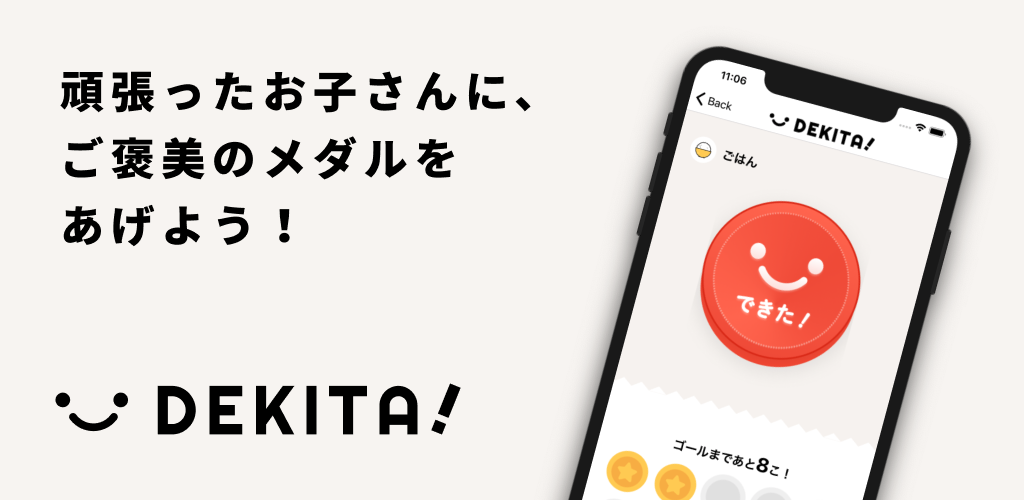 頑張ったお子さんに、
ご褒美のメダルを
あげよう！
DEKITA!
11:06
Back
DEKITA!
ごはん
できた！
ゴールまであと8こ！